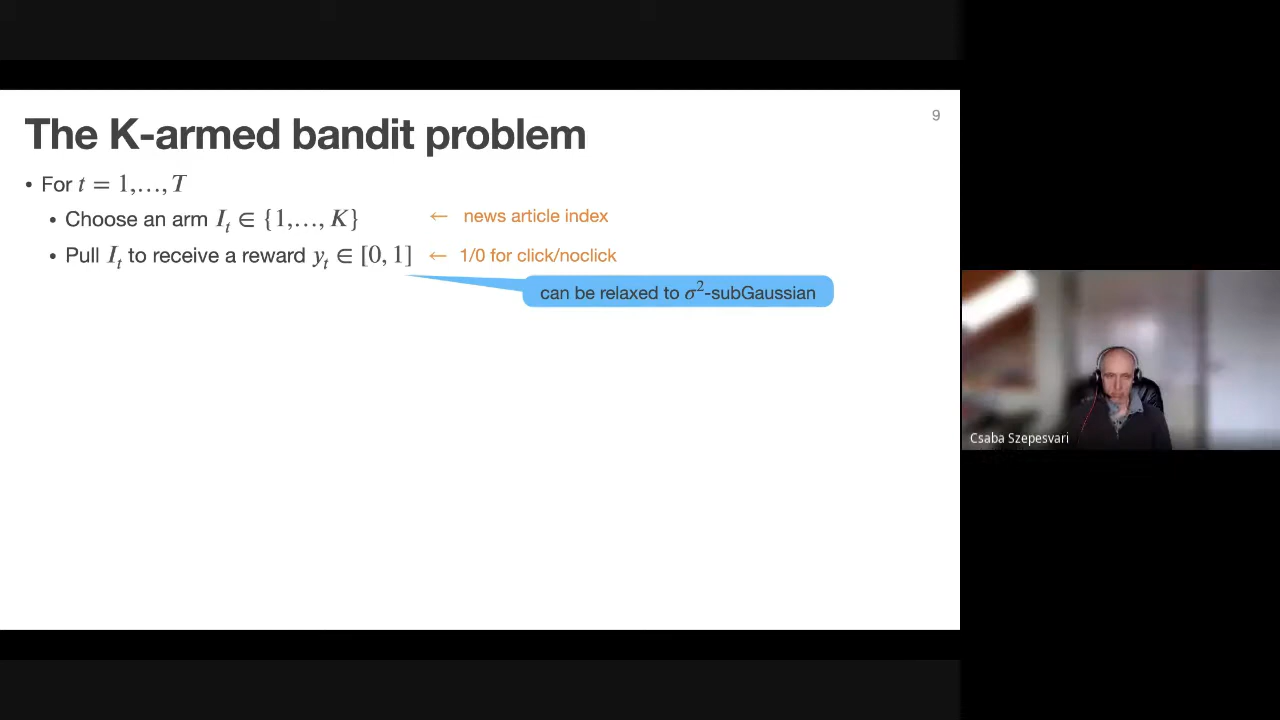 9
The K-armed bandit problem
• For t = 1,…, T
• Choose an arm I_t ∈ {1,…, K} ← news article index
• Pull I_t to receive a reward y_t ∈ [0, 1] ← 1/0 for click/noclick
can be relaxed to σ²-subGaussian
Csaba Szepesvari